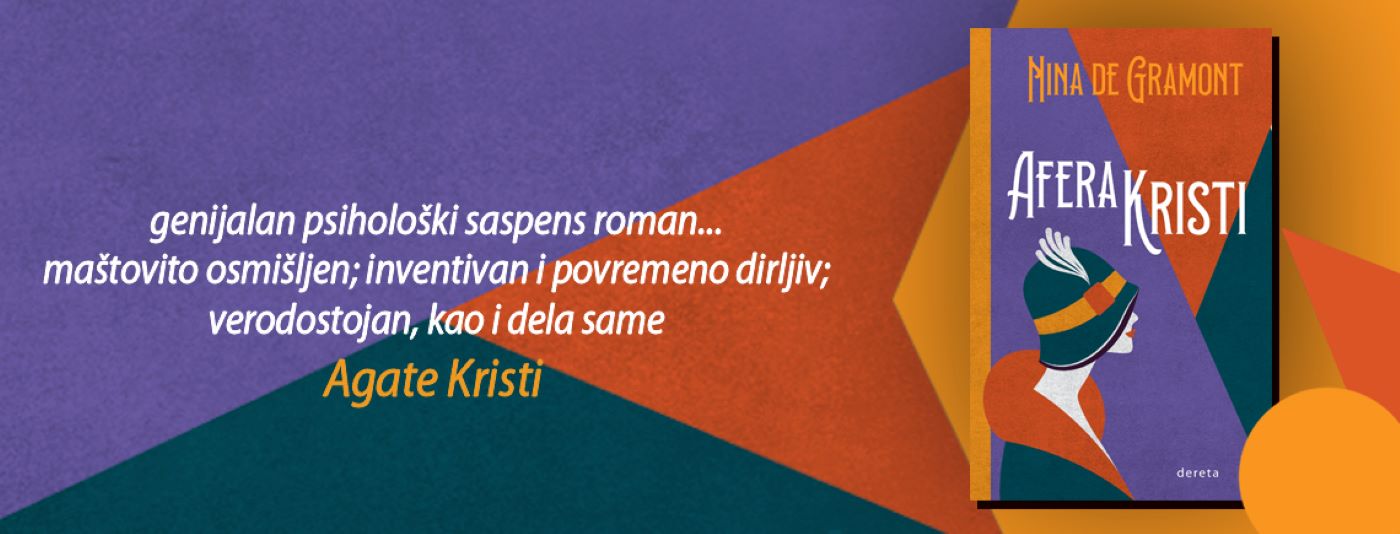 genijalan psihološki saspens roman...
maštovito osmišljen; inventivan i povremeno dirljiv;
verodostojan, kao i dela same
Agate Kristi
NINA DE GRAMONT
AFERA KRISTI
dereta